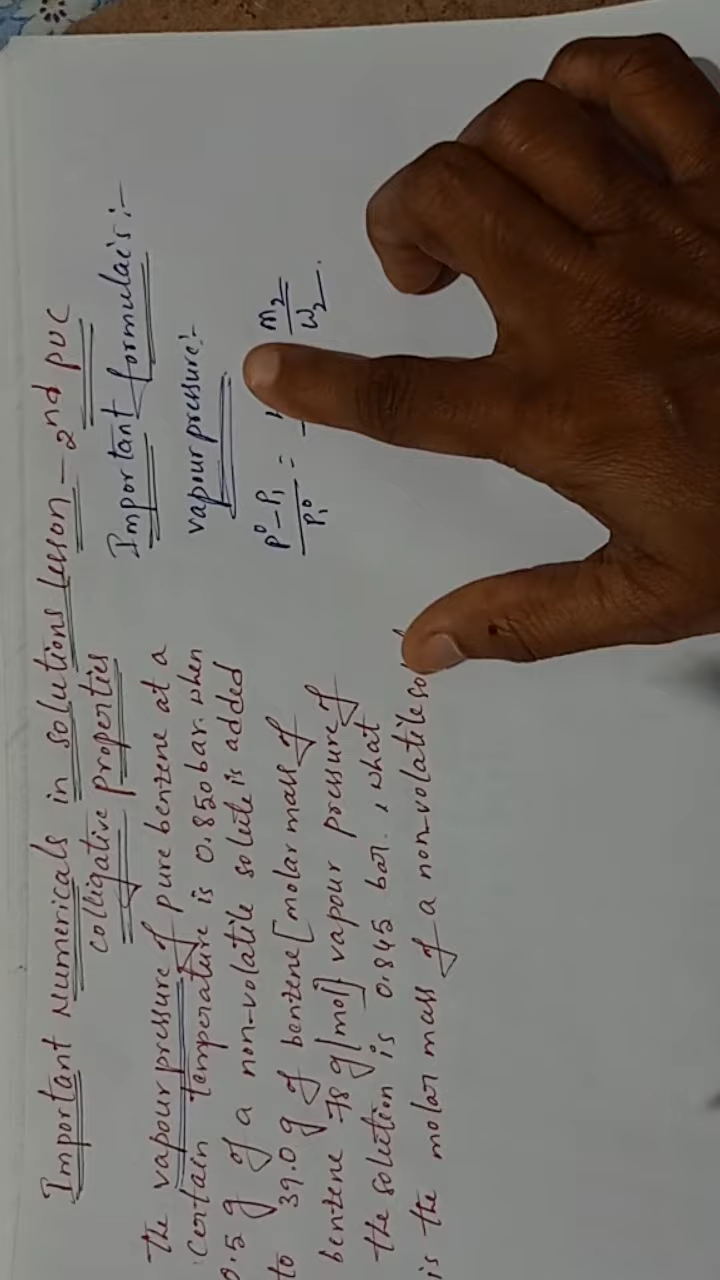 Important Numericals in solutions lesson - 2nd PUC
colligative properties
The vapour pressure of pure benzene at a
Certain temperature is 0.850 bar. when
0.5 g of a non-volatile solute is added
to 39.0 g of benzene [molar mass of
benzene 78 g/mol] vapour pressure of
the solution is 0.845 bar. , what
is the molar mass of a non-volatile
Important formulae's :-
vapour pressure:-
P⁰ - P₁ / P₁⁰ = m₂ / W₂ .